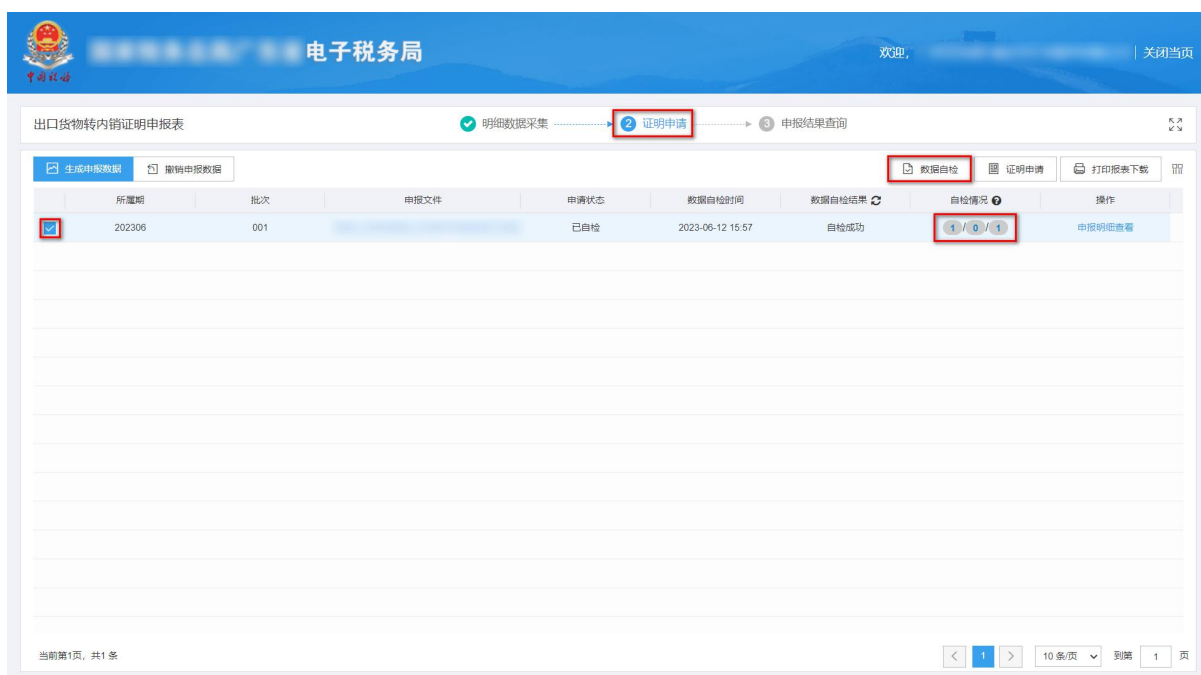 中国税务
电子税务局
欢迎,
关闭当页
出口货物转内销证明申报表
明细数据采集
2 证明申请
3 申报结果查询
生成申报数据
撤销申报数据
数据自检
证明申请
打印报表下载
所属期 批次 申报文件 申请状态 数据自检时间 数据自检结果 自检情况 操作
202306 001 已自检 2023-06-12 15:57 自检成功 1 / 0 / 1 申报明细查看
当前第1页, 共1 条
1
10 条/页
到第 1 页